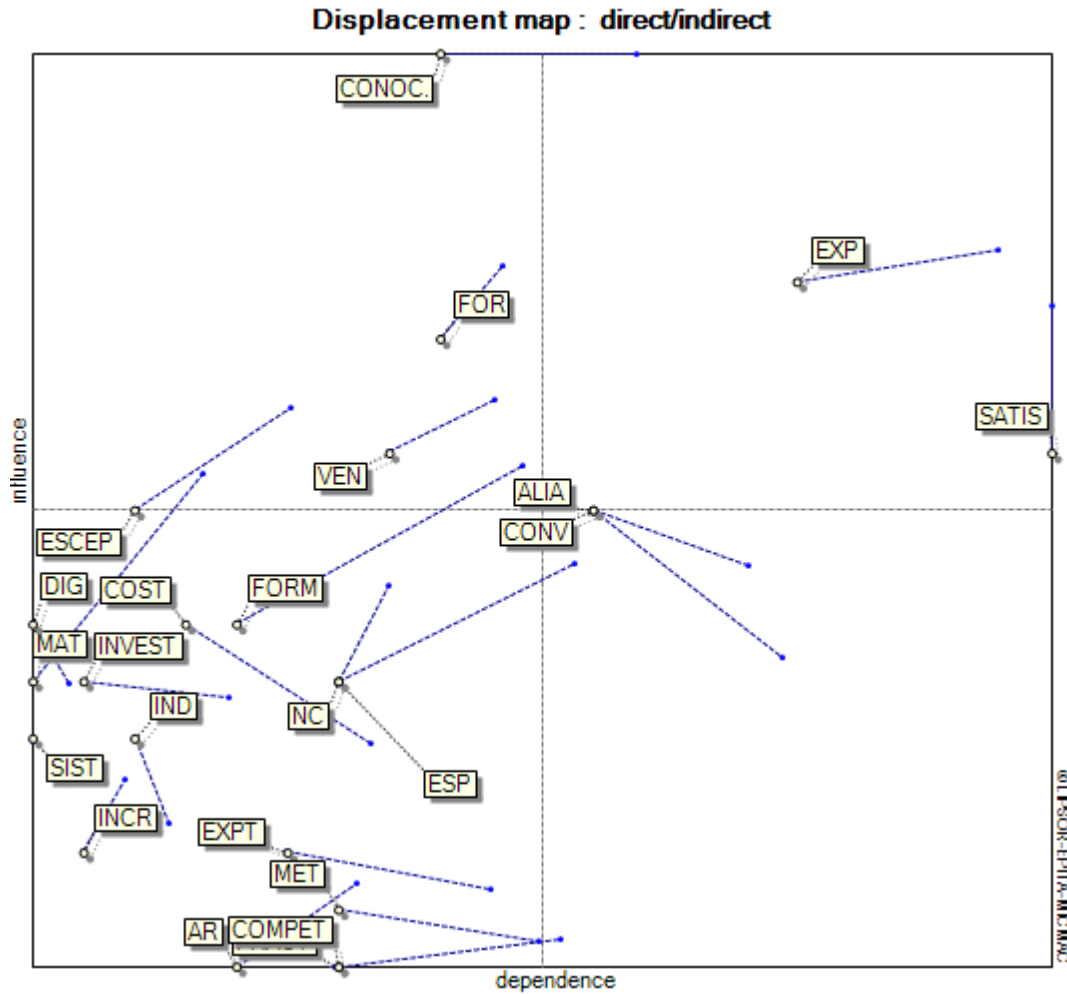 Displacement map : direct/indirect
CONOC.
EXP
FOR
SATIS
VEN
ALIA
CONV
ESCEP
DIG
COST
FORM
MAT
INVEST
IND
NC
SIST
ESP
INCR
EXPT
MET
AR
COMPET
influence
dependence